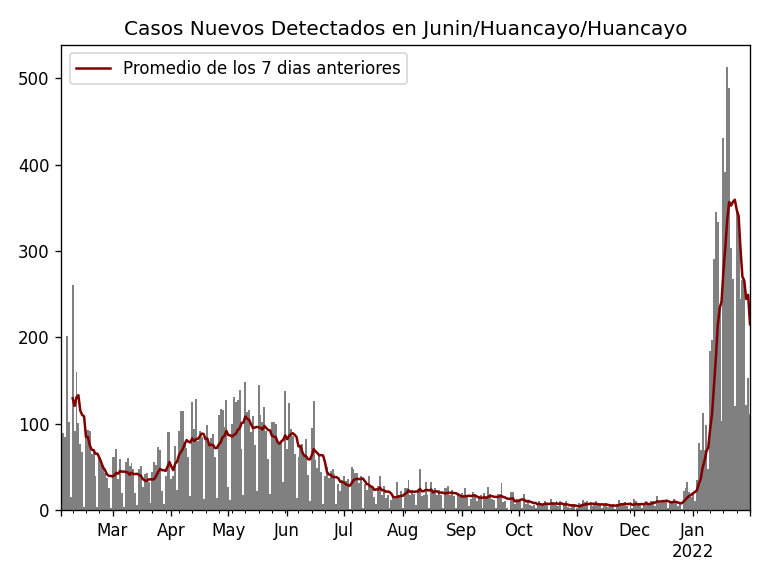 Casos Nuevos Detectados en Junin/Huancayo/Huancayo
Promedio de los 7 dias anteriores
500
400
300
200
100
0
Mar Apr May Jun Jul Aug Sep Oct Nov Dec Jan
2022